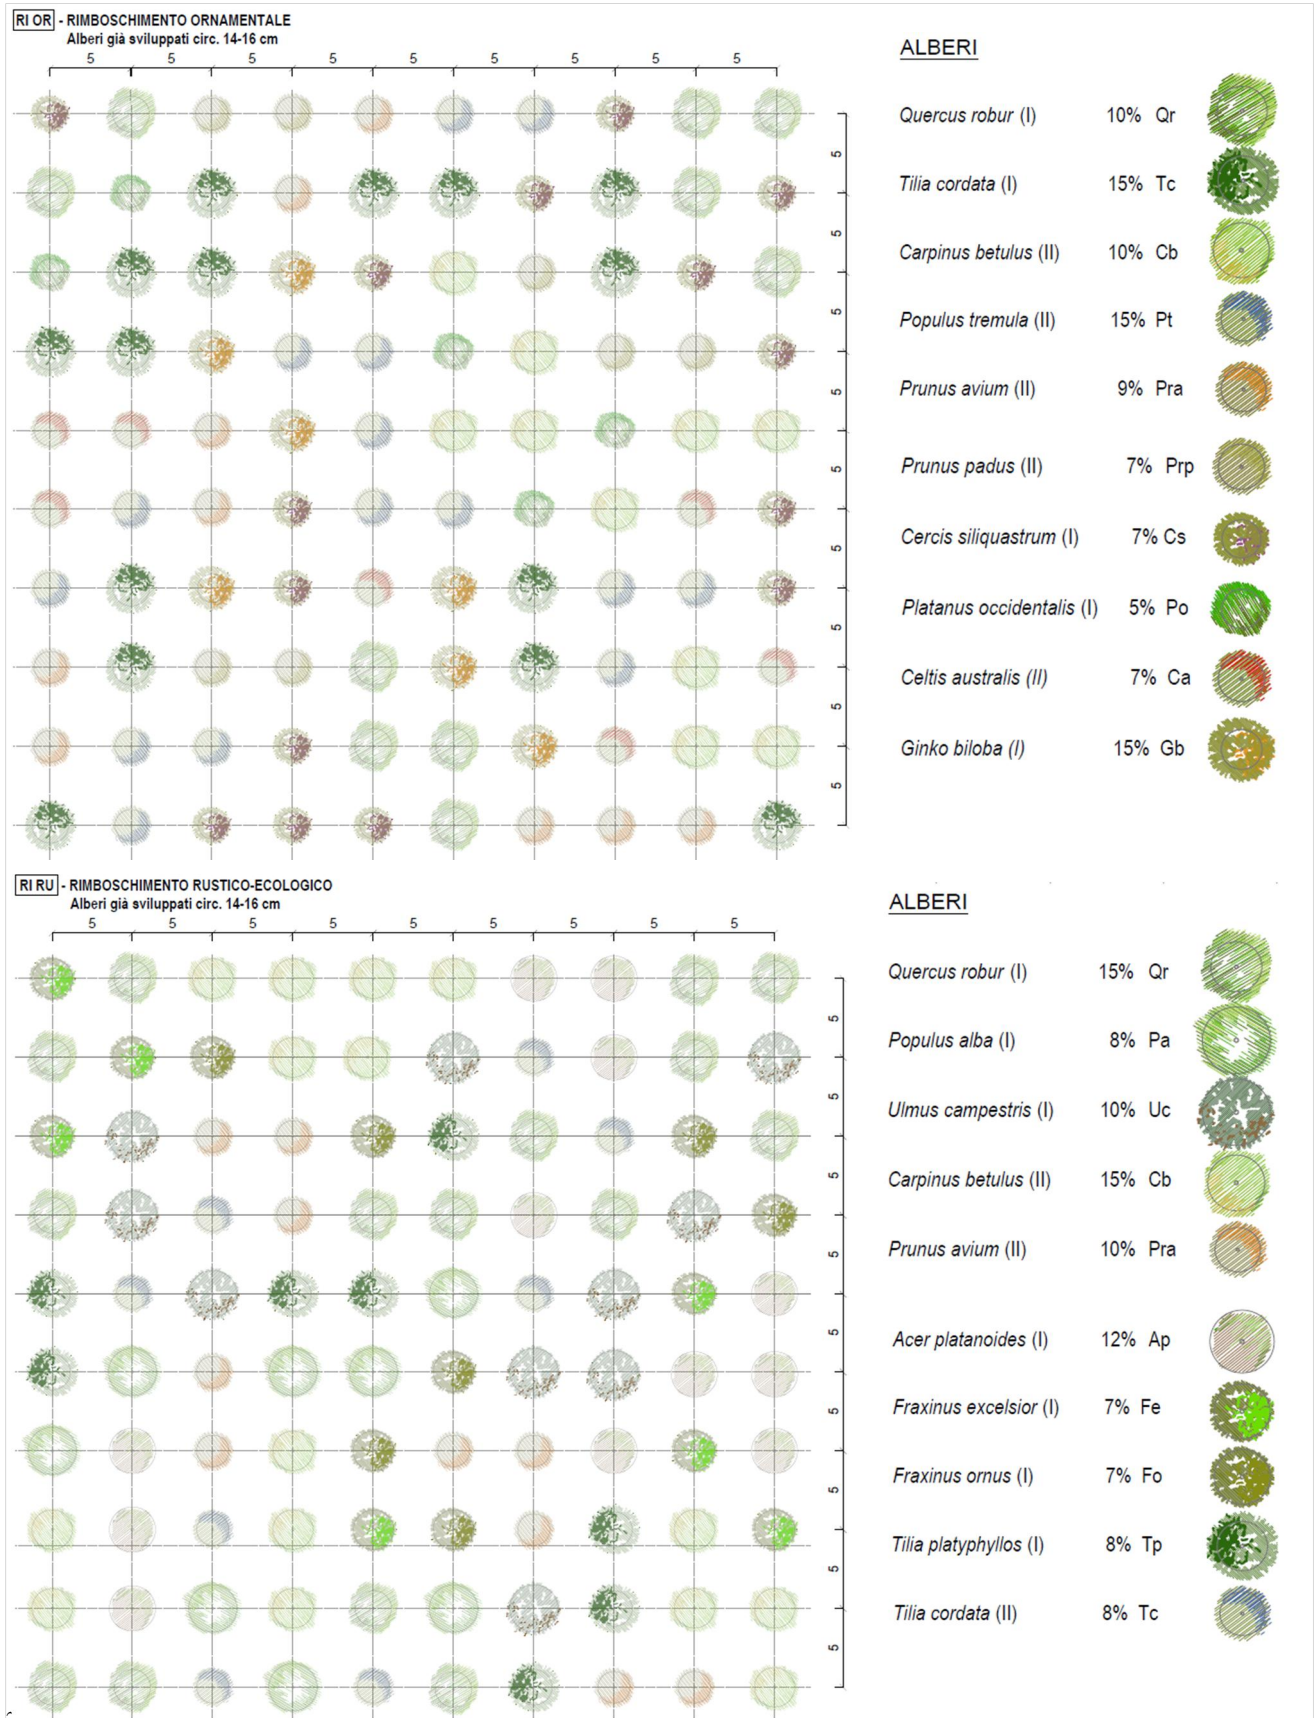 RI OR - RIMBOSCHIMENTO ORNAMENTALE
Alberi già sviluppati circ. 14-16 cm
5 5 5 5 5 5 5 5 5
5
5
5
5
5
5
5
5
5
ALBERI
Quercus robur (I) 10% Qr
Tilia cordata (I) 15% Tc
Carpinus betulus (II) 10% Cb
Populus tremula (II) 15% Pt
Prunus avium (II) 9% Pra
Prunus padus (II) 7% Prp
Cercis siliquastrum (I) 7% Cs
Platanus occidentalis (I) 5% Po
Celtis australis (II) 7% Ca
Ginko biloba (I) 15% Gb
RI RU - RIMBOSCHIMENTO RUSTICO-ECOLOGICO
Alberi già sviluppati circ. 14-16 cm
5 5 5 5 5 5 5 5 5
5
5
5
5
5
5
5
5
5
ALBERI
Quercus robur (I) 15% Qr
Populus alba (I) 8% Pa
Ulmus campestris (I) 10% Uc
Carpinus betulus (II) 15% Cb
Prunus avium (II) 10% Pra
Acer platanoides (I) 12% Ap
Fraxinus excelsior (I) 7% Fe
Fraxinus ornus (I) 7% Fo
Tilia platyphyllos (I) 8% Tp
Tilia cordata (II) 8% Tc